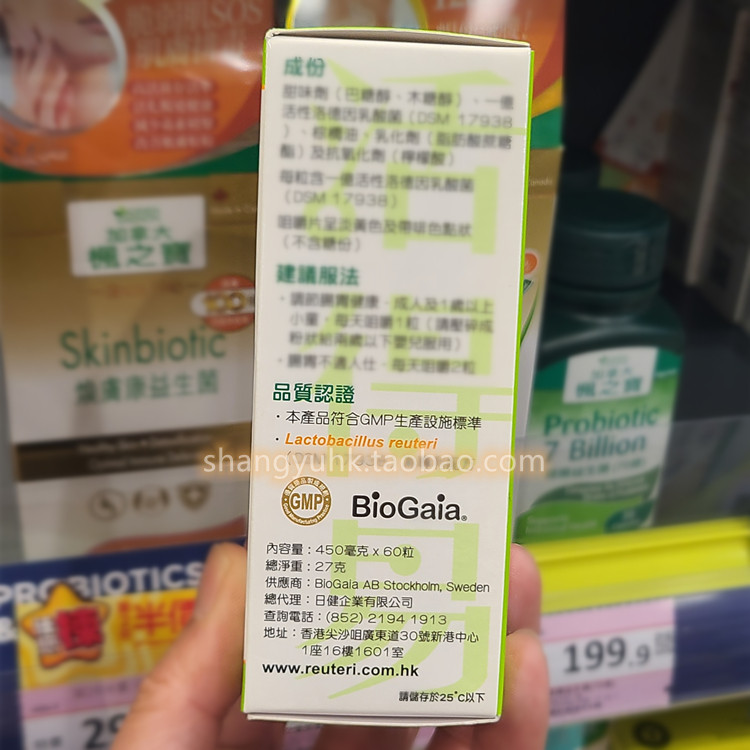 成份
甜味劑（巴糖醇、木糖醇）、一億
活性洛德因乳酸菌（DSM 17938
）、棕櫚油、乳化劑（脂肪酸蔗糖
酯）及抗氧化劑（檸檬酸）
每粒含一億活性洛德因乳酸菌
（DSM 17938）
咀嚼片呈淡黃色及帶啡色點狀
（不含糖份）
建議服法
・調節腸胃健康，成人及1歲以上
小童，每天咀嚼1粒（請壓碎成
粉狀給兩歲以下嬰兒服用）
・腸胃不適人仕，每天咀嚼2粒
品質認證
・本產品符合GMP生產設施標準
・Lactobacillus reuteri
shangyuhk.taobao.com
GMP
BioGaia®
內容量：450毫克 x 60粒
總淨重：27克
供應商：BioGaia AB Stockholm, Sweden
總代理：日健企業有限公司
查詢電話：(852) 2194 1913
地址：香港尖沙咀廣東道30號新港中心
1座16樓1601室
www.reuteri.com.hk
請儲存於25°C以下
加拿大
楓之寶
Skinbiotic
膚康益生菌
PROBIOTICS
加拿大
楓之寶
Probiotic
7 Billion
199.9